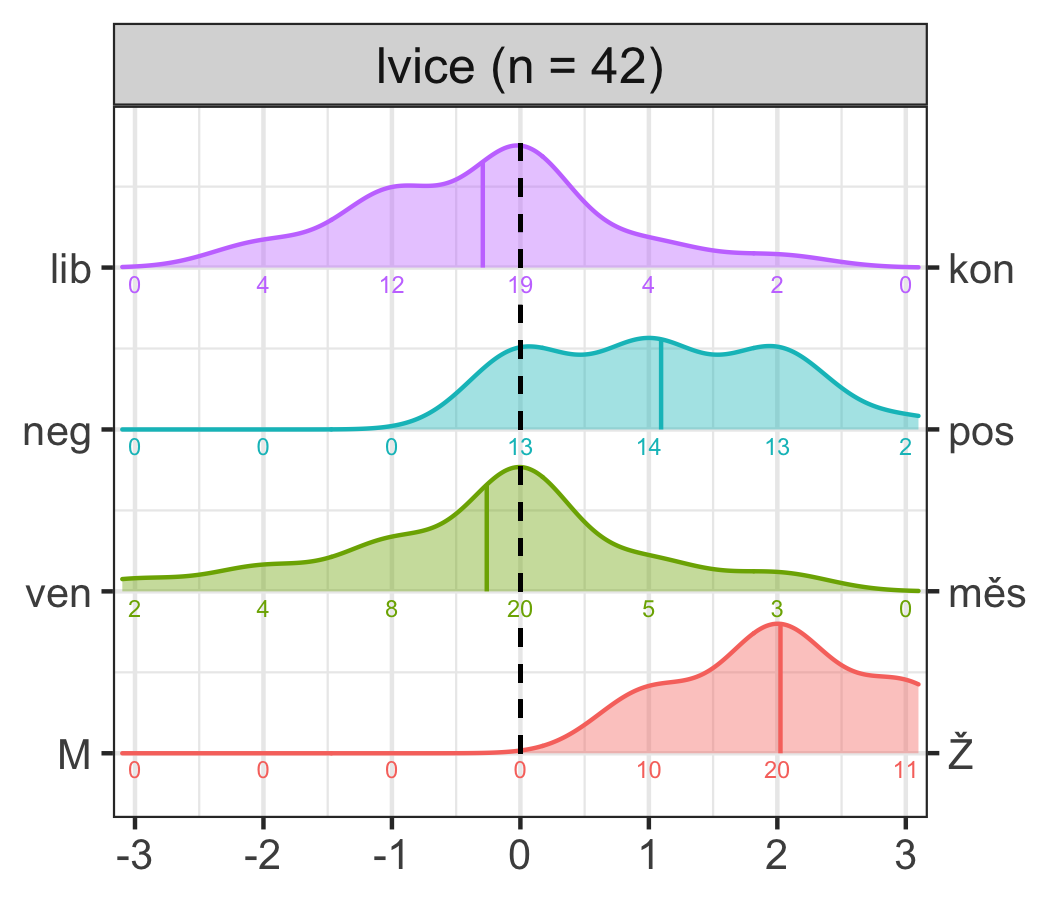 lvice (n = 42)
lib kon
0 4 12 19 4 2 0
neg pos
0 0 0 13 14 13 2
ven měs
2 4 8 20 5 3 0
M Ž
0 0 0 0 10 20 11
-3 -2 -1 0 1 2 3